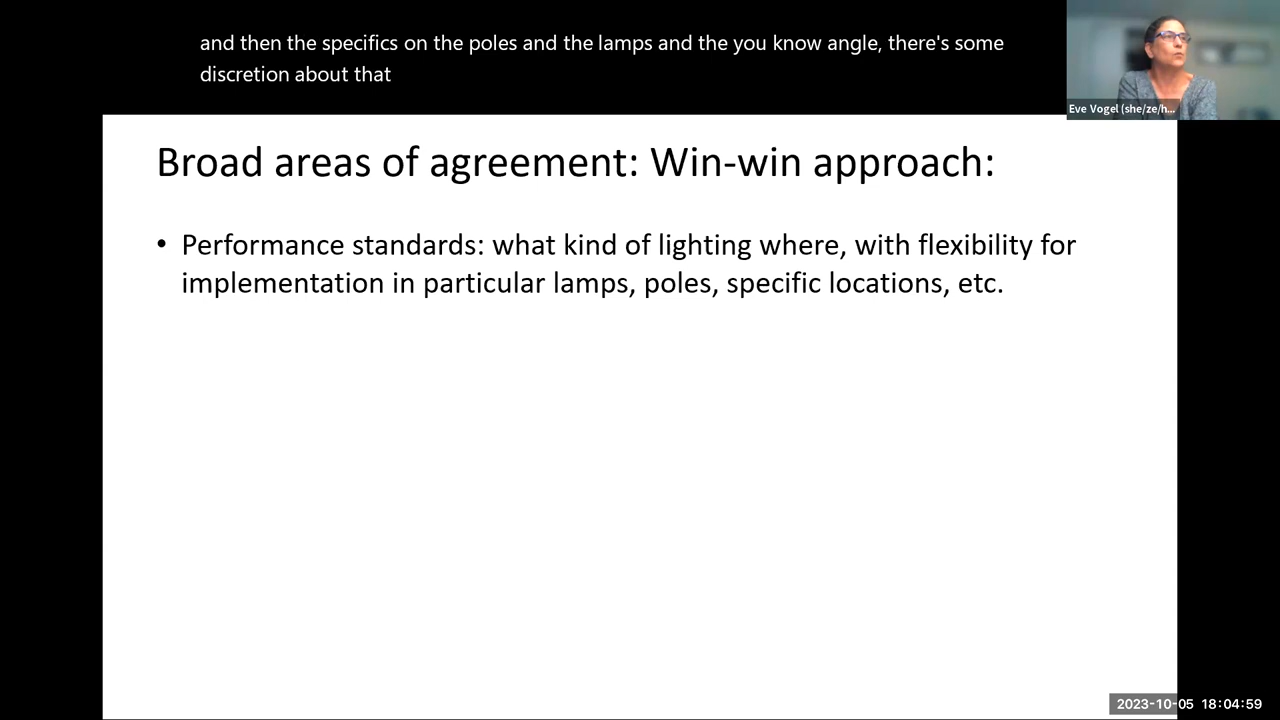 and then the specifics on the poles and the lamps and the you know angle, there's some
discretion about that
Eve Vogel (she/ze/h...
Broad areas of agreement: Win-win approach:
• Performance standards: what kind of lighting where, with flexibility for
implementation in particular lamps, poles, specific locations, etc.
2023-10-05 18:04:59